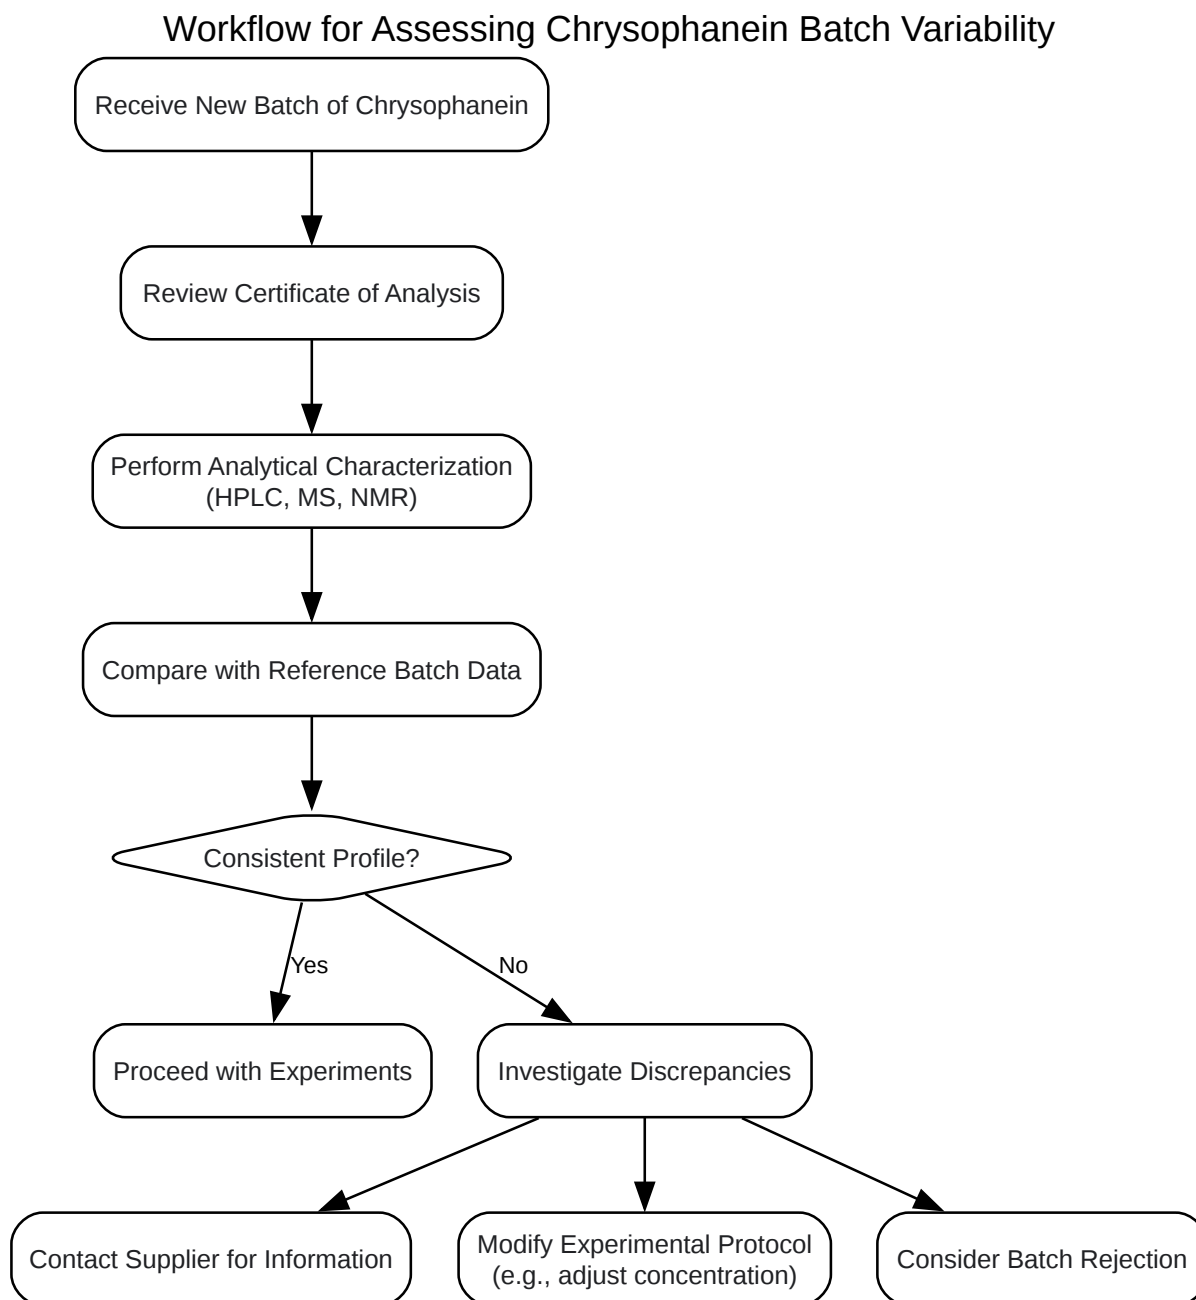 Workflow for Assessing Chrysophanein Batch Variability
Receive New Batch of Chrysophanein
Review Certificate of Analysis
Perform Analytical Characterization
(HPLC, MS, NMR)
Compare with Reference Batch Data
Consistent Profile?
Yes
No
Proceed with Experiments
Investigate Discrepancies
Contact Supplier for Information
Modify Experimental Protocol
(e.g., adjust concentration)
Consider Batch Rejection